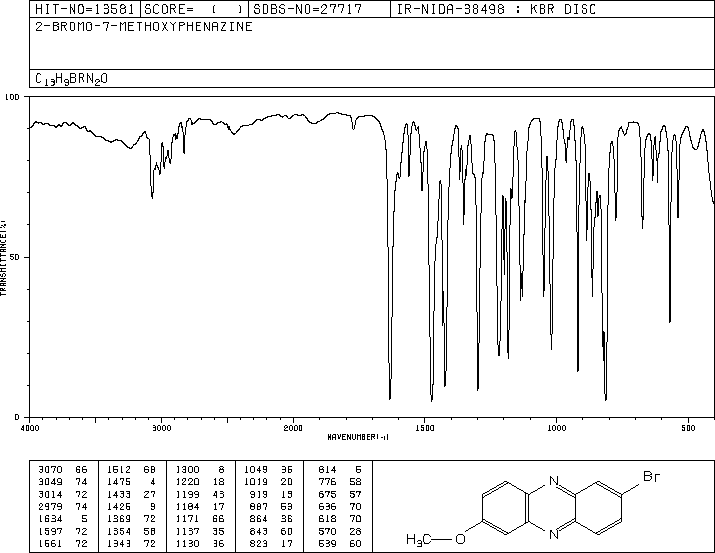 HIT-NO=13581 SCORE= ( ) SDBS-NO=27717 IR-NIDA-38498 : KBR DISC
2-BROMO-7-METHOXYPHENAZINE
C13H9BRN2O
100
50
0
TRANSMITTANCE(%)
4000 3000 2000 1500 1000 500
WAVENUMBER(-1)
3070 66 1512 68 1300 8 1049 36 814 5
3049 74 1475 4 1220 18 1019 20 776 58
3014 72 1433 27 1199 43 919 13 675 57
2979 74 1426 9 1184 17 887 53 636 70
1634 5 1369 72 1171 66 864 36 618 70
1597 72 1354 58 1137 35 843 60 570 28
1561 72 1343 72 1130 36 823 17 539 60
Br
N
N
H3C
O